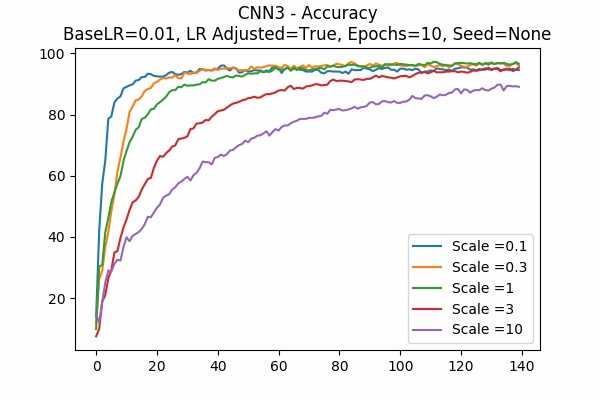 CNN3 - Accuracy
BaseLR=0.01, LR Adjusted=True, Epochs=10, Seed=None
100
80
60
40
20
0 20 40 60 80 100 120 140
Scale =0.1
Scale =0.3
Scale =1
Scale =3
Scale =10